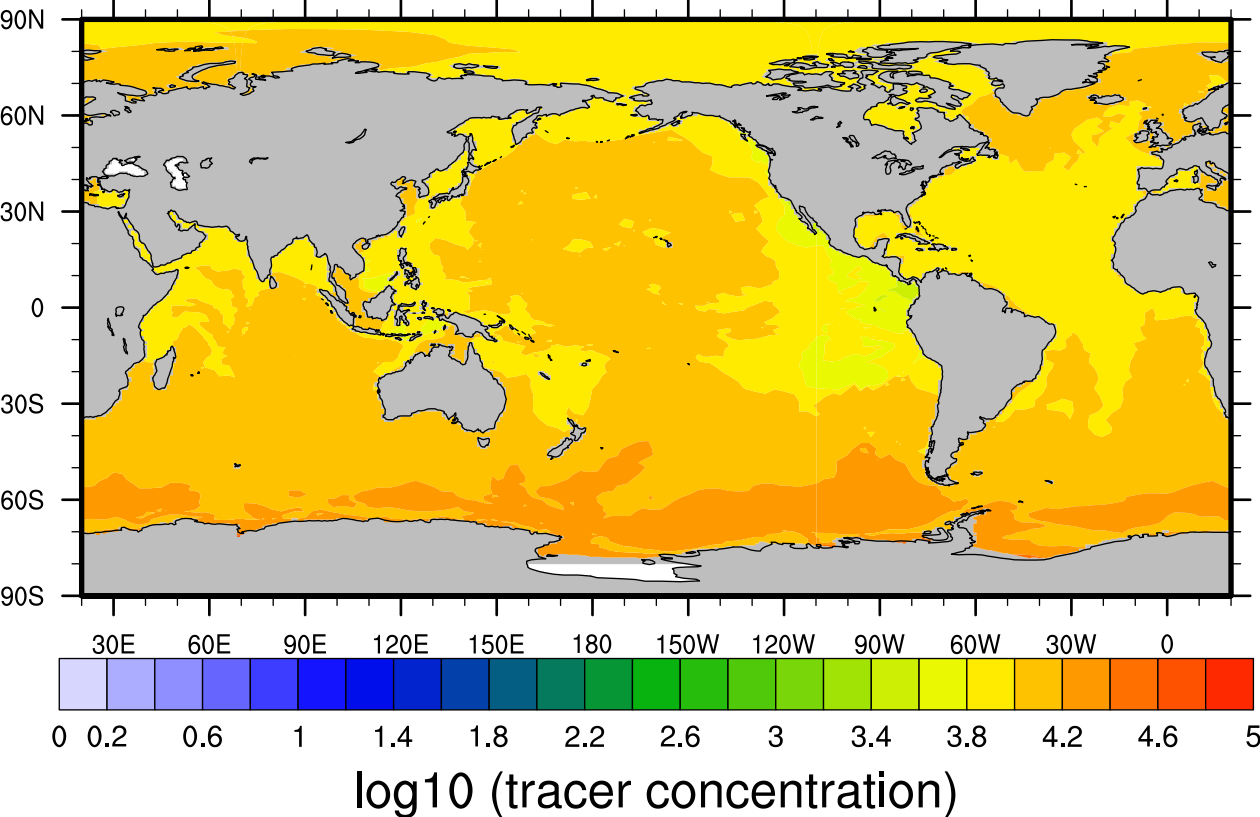 90N
60N
30N
0
30S
60S
90S
30E 60E 90E 120E 150E 180 150W 120W 90W 60W 30W 0
0 0.2 0.6 1 1.4 1.8 2.2 2.6 3 3.4 3.8 4.2 4.6 5
log10 (tracer concentration)